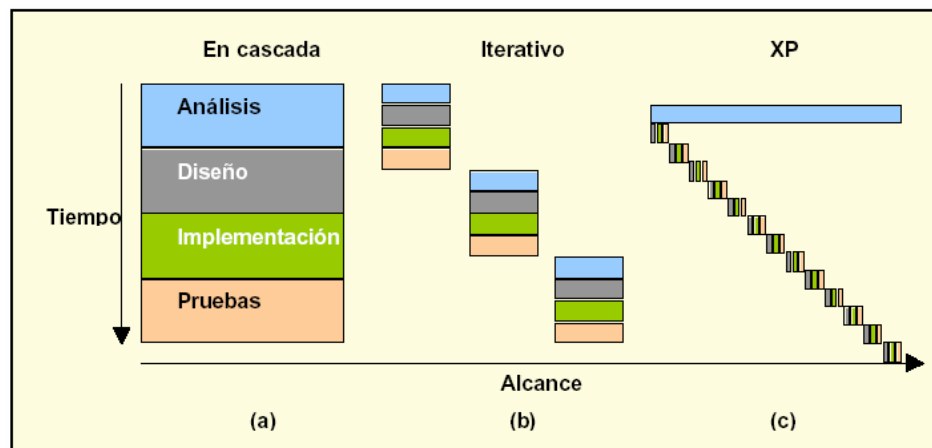 En cascada
Iterativo
XP
Análisis
Diseño
Tiempo
Implementación
Pruebas
Alcance
(a)
(b)
(c)